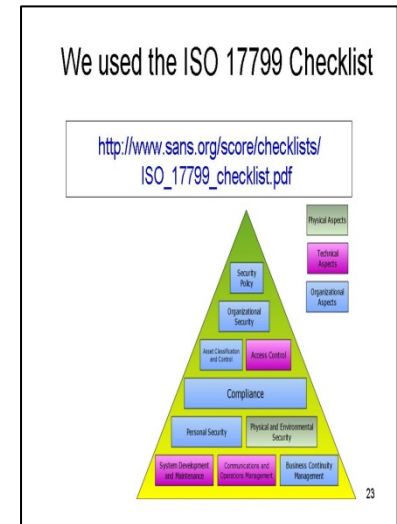 We used the ISO 17799 Checklist
http://www.sans.org/score/checklists/
ISO_17799_checklist.pdf
Physical Aspects
Technical
Aspects
Organizational
Aspects
Security
Policy
Organizational
Security
Asset Classification
and Control
Access Control
Compliance
Personal Security
Physical and Environmental
Security
System Development
and Maintenance
Communications and
Operations Management
Business Continuity
Management
23